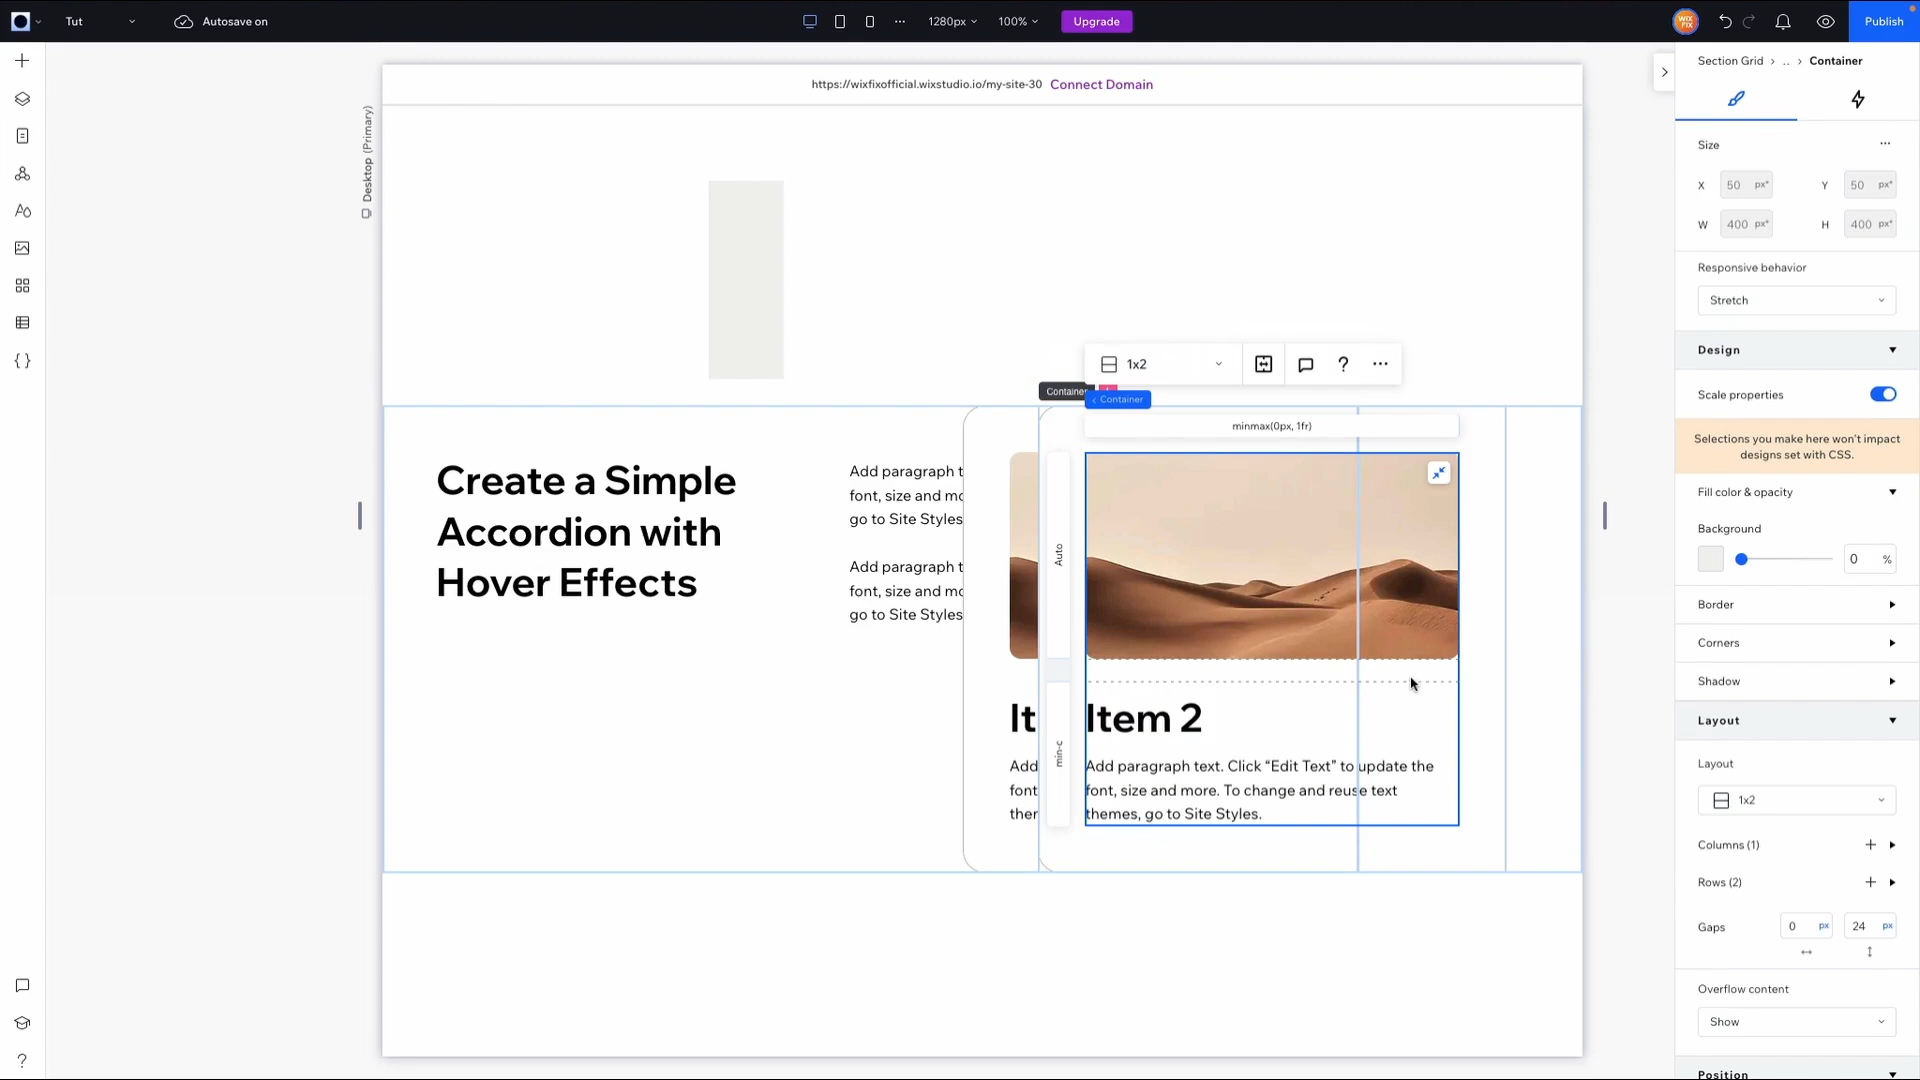 Tut
Autosave on
1280px
100%
Upgrade
WIX
FIX
Publish
https://wixfixofficial.wixstudio.io/my-site-30 Connect Domain
Desktop (Primary)
1x2
?
Container
< Container
minmax(0px, 1fr)
Auto
min-c
Create a Simple
Accordion with
Hover Effects
Add paragraph t
font, size and mo
go to Site Styles
Add paragraph t
font, size and mo
go to Site Styles
It
Add
font
ther
Item 2
Add paragraph text. Click “Edit Text” to update the
font, size and more. To change and reuse text
themes, go to Site Styles.
Section Grid > .. > Container
Size
X 50 px* Y 50 px*
W 400 px* H 400 px*
Responsive behavior
Stretch
Design
Scale properties
Selections you make here won't impact
designs set with CSS.
Fill color & opacity
Background
0 %
Border
Corners
Shadow
Layout
Layout
1x2
Columns (1) +
Rows (2) +
Gaps 0 px 24 px
Overflow content
Show
Position
?